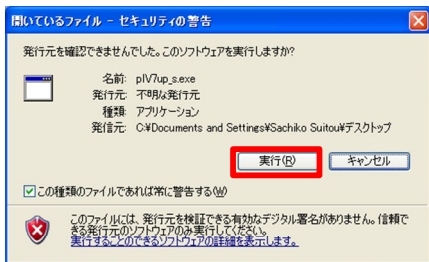 開いているファイル - セキュリティの警告
発行元を確認できませんでした。このソフトウェアを実行しますか?
名前: pIV7up_s.exe
発行元: 不明な発行元
種類: アプリケーション
発信元: C:¥Documents and Settings¥Sachiko Suitou¥デスクトップ
実行(R)
キャンセル
この種類のファイルであれば常に警告する(W)
このファイルには、発行元を検証できる有効なデジタル署名がありません。信頼で
きる発行元のソフトウェアのみ実行してください。
実行することのできるソフトウェアの詳細を表示します。